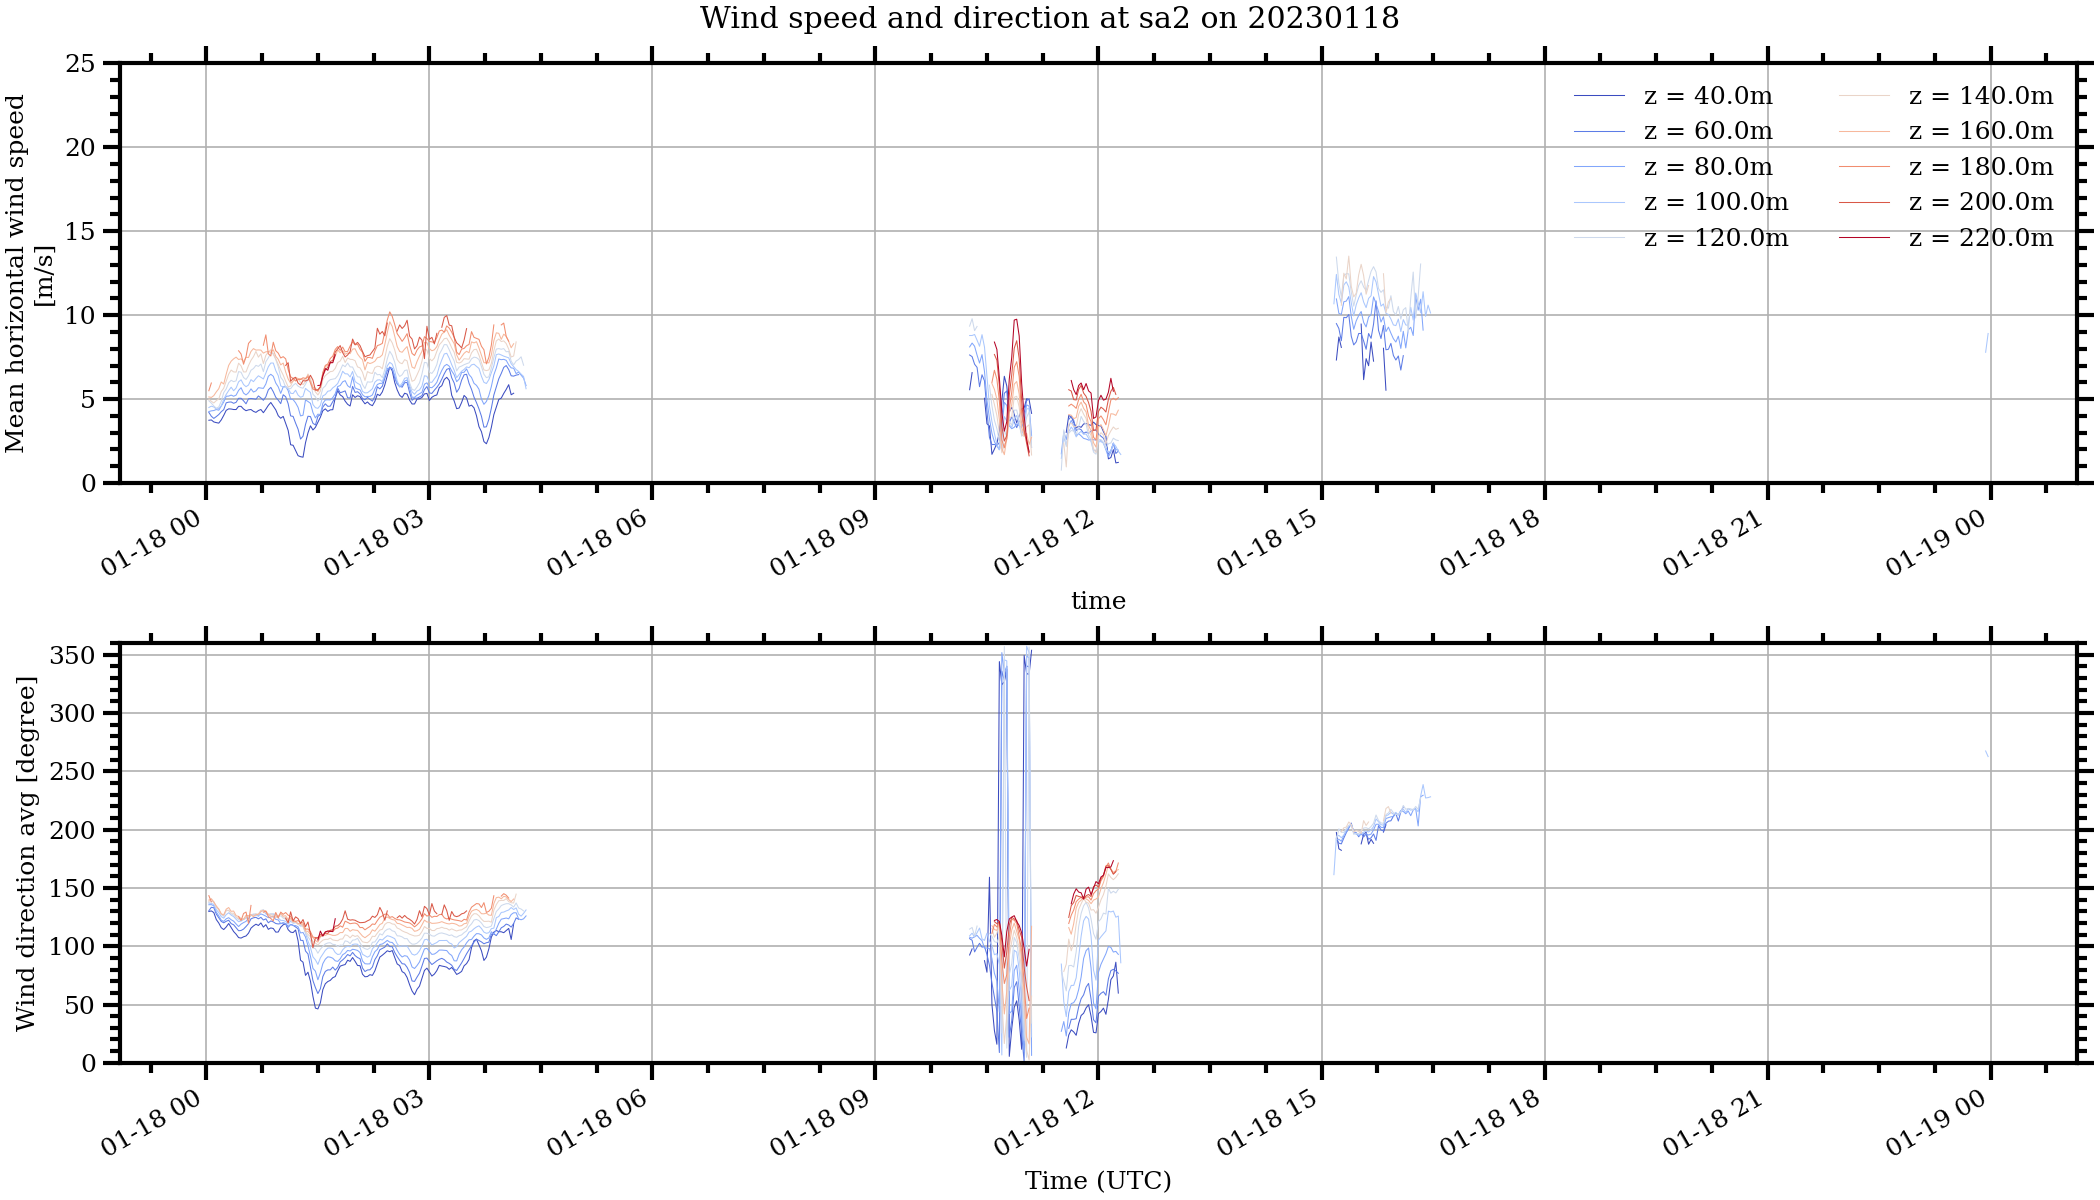 Wind speed and direction at sa2 on 20230118
Mean horizontal wind speed
[m/s]
25
20
15
10
5
0
z = 40.0m
z = 60.0m
z = 80.0m
z = 100.0m
z = 120.0m
z = 140.0m
z = 160.0m
z = 180.0m
z = 200.0m
z = 220.0m
01-18 00
01-18 03
01-18 06
01-18 09
01-18 12
01-18 15
01-18 18
01-18 21
01-19 00
time
Wind direction avg [degree]
350
300
250
200
150
100
50
0
01-18 00
01-18 03
01-18 06
01-18 09
01-18 12
01-18 15
01-18 18
01-18 21
01-19 00
Time (UTC)